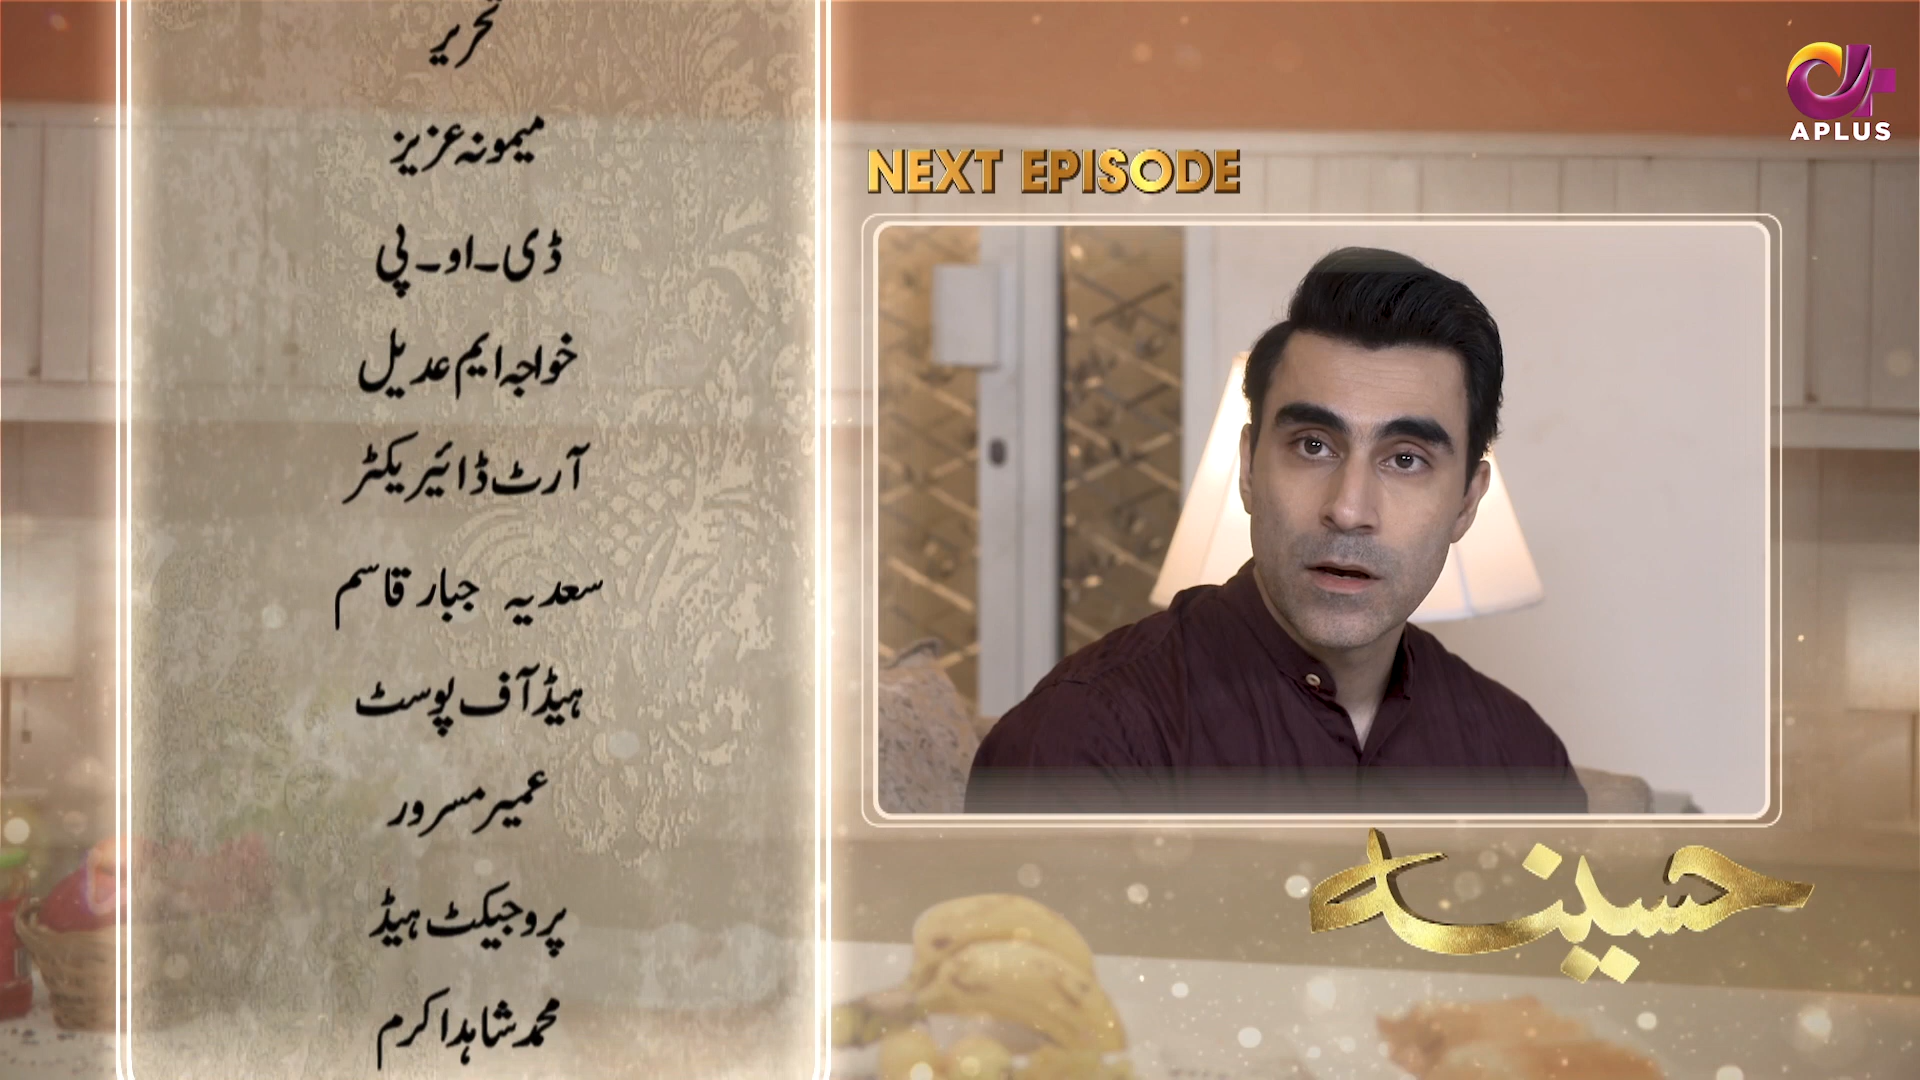 تحریر
میمونہ عزیز
ڈی۔او۔پی
خواجہ ایم عدیل
آرٹ ڈائیریکٹر
سعدیہ جبار قاسم
ہیڈ آف پوسٹ
عمیر مسرور
پروجیکٹ ہیڈ
محمد شاہد اکرم
APLUS
NEXT EPISODE
حسینہ